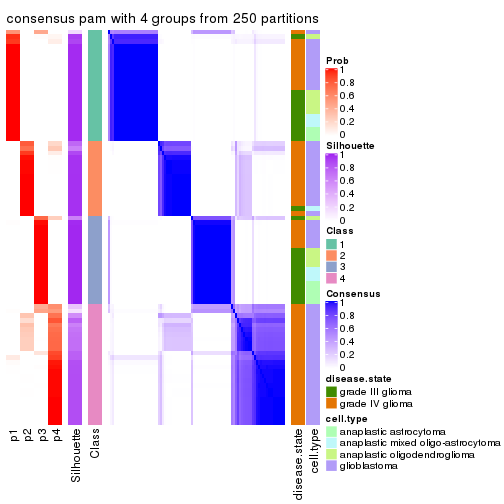 consensus pam with 4 groups from 250 partitions
Prob
1
0.8
0.6
0.4
0.2
0
Silhouette
1
0.8
0.6
0.4
0.2
0
Class
1
2
3
4
Consensus
1
0.8
0.6
0.4
0.2
0
disease.state
grade III glioma
grade IV glioma
cell.type
anaplastic astrocytoma
anaplastic mixed oligo-astrocytoma
anaplastic oligodendroglioma
glioblastoma
p1
p2
p3
p4
Silhouette
Class
disease.state
cell.type